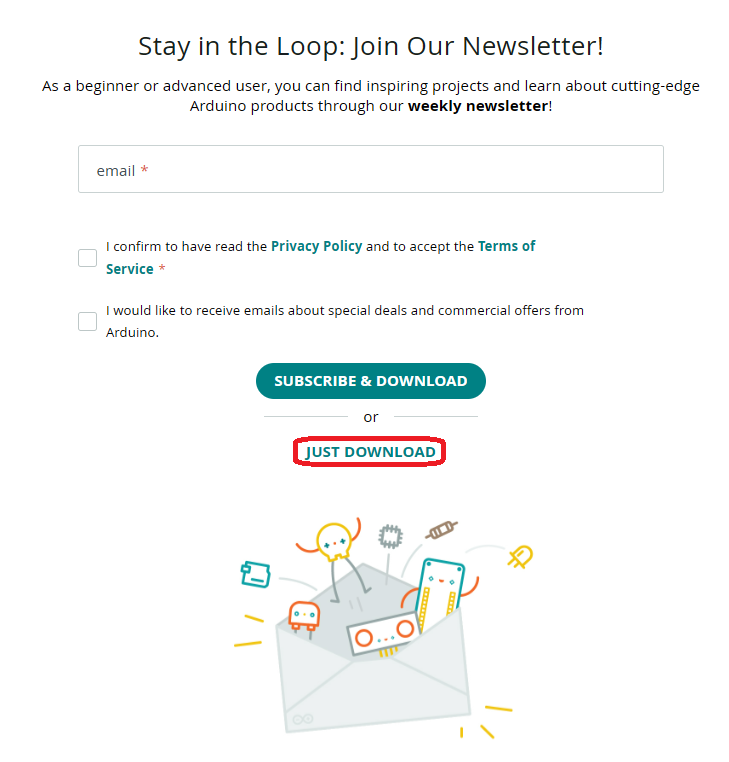 Stay in the Loop: Join Our Newsletter!
As a beginner or advanced user, you can find inspiring projects and learn about cutting-edge
Arduino products through our weekly newsletter!
email *
I confirm to have read the Privacy Policy and to accept the Terms of
Service *
I would like to receive emails about special deals and commercial offers from
Arduino.
SUBSCRIBE & DOWNLOAD
or
JUST DOWNLOAD